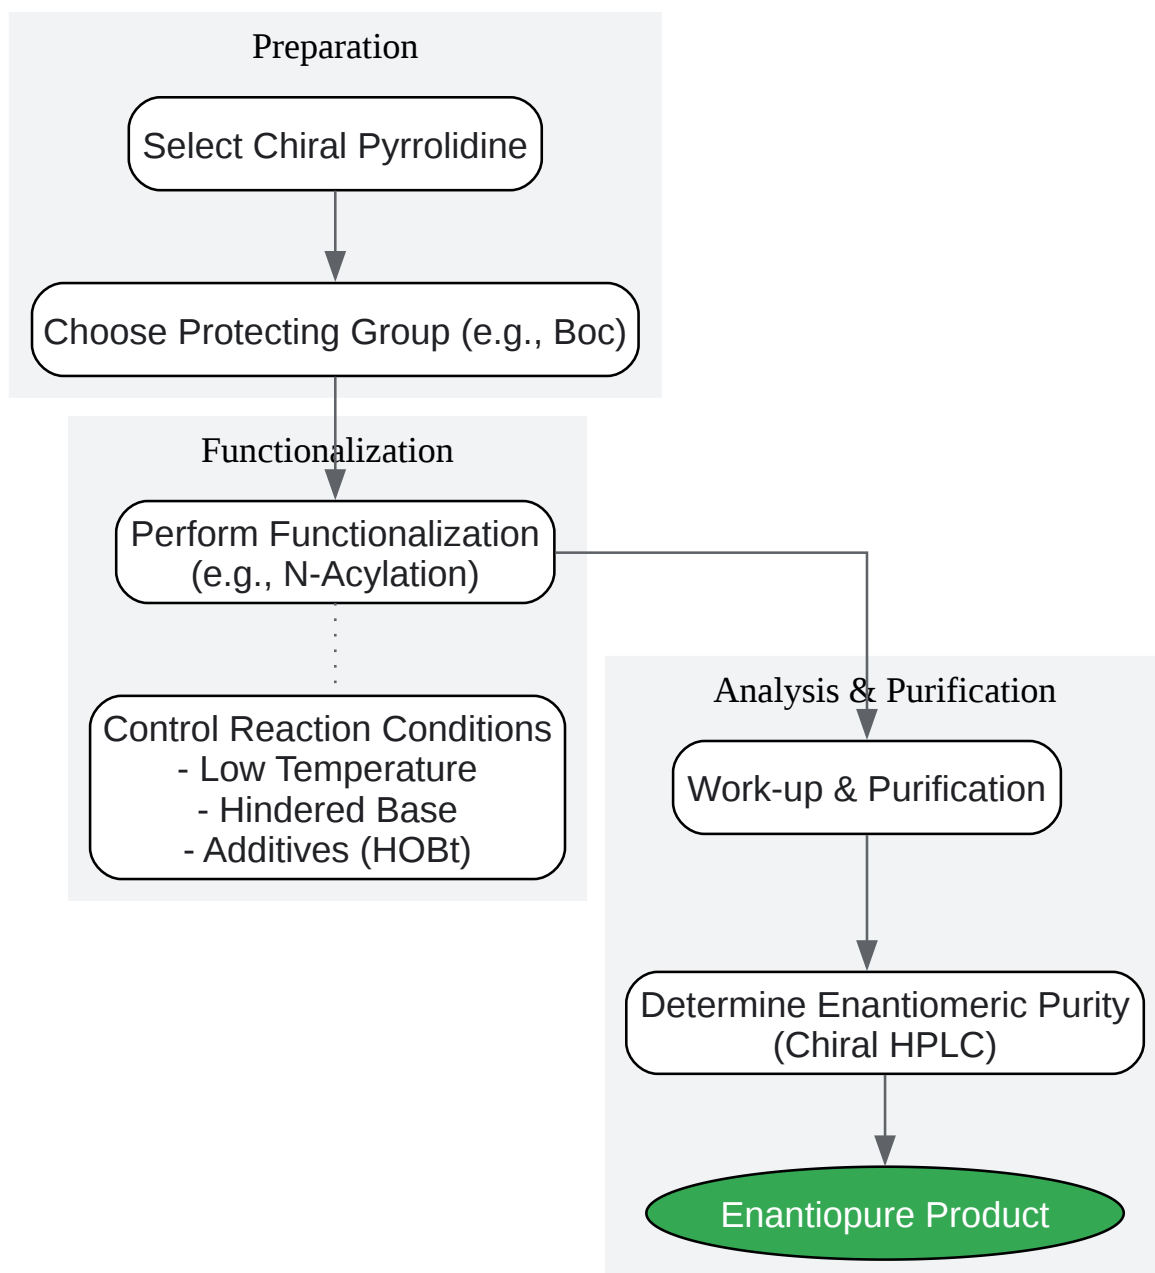 Preparation
Select Chiral Pyrrolidine
Choose Protecting Group (e.g., Boc)
Functionalization
Perform Functionalization
(e.g., N-Acylation)
Control Reaction Conditions
- Low Temperature
- Hindered Base
- Additives (HOBt)
Analysis & Purification
Work-up & Purification
Determine Enantiomeric Purity
(Chiral HPLC)
Enantiopure Product